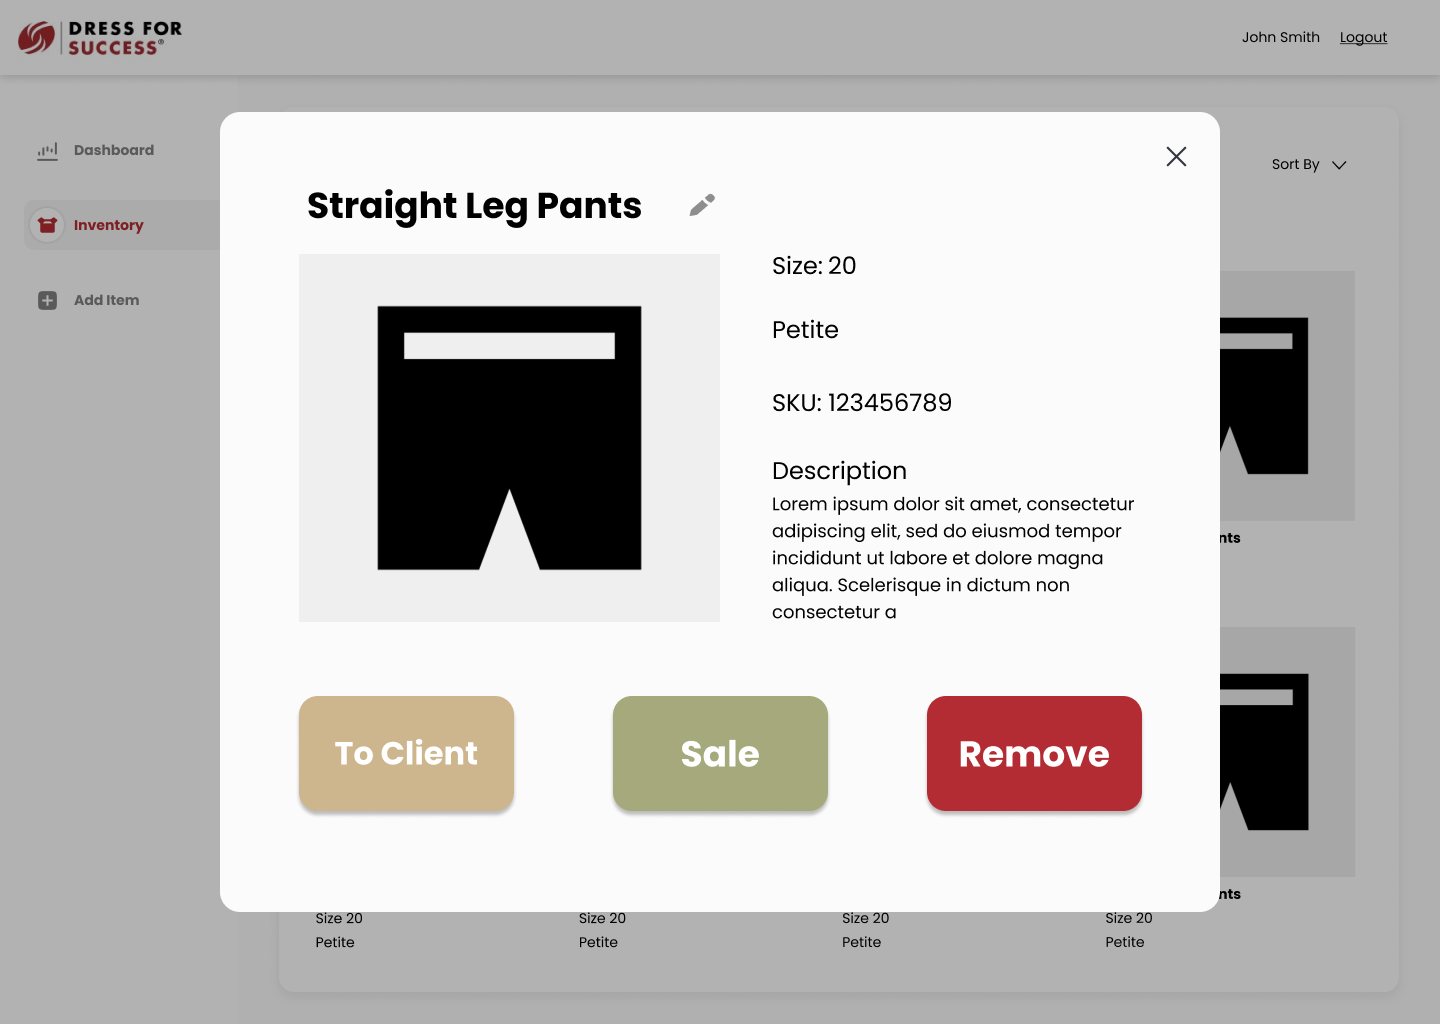 DRESS FOR
SUCCESS®
John Smith
Logout
Dashboard
Inventory
Add Item
Sort By
Straight Leg Pants
Size: 20
Petite
SKU: 123456789
Description
Lorem ipsum dolor sit amet, consectetur
adipiscing elit, sed do eiusmod tempor
incididunt ut labore et dolore magna
aliqua. Scelerisque in dictum non
consectetur a
To Client
Sale
Remove
nts
nts
Size 20
Petite
Size 20
Petite
Size 20
Petite
Size 20
Petite